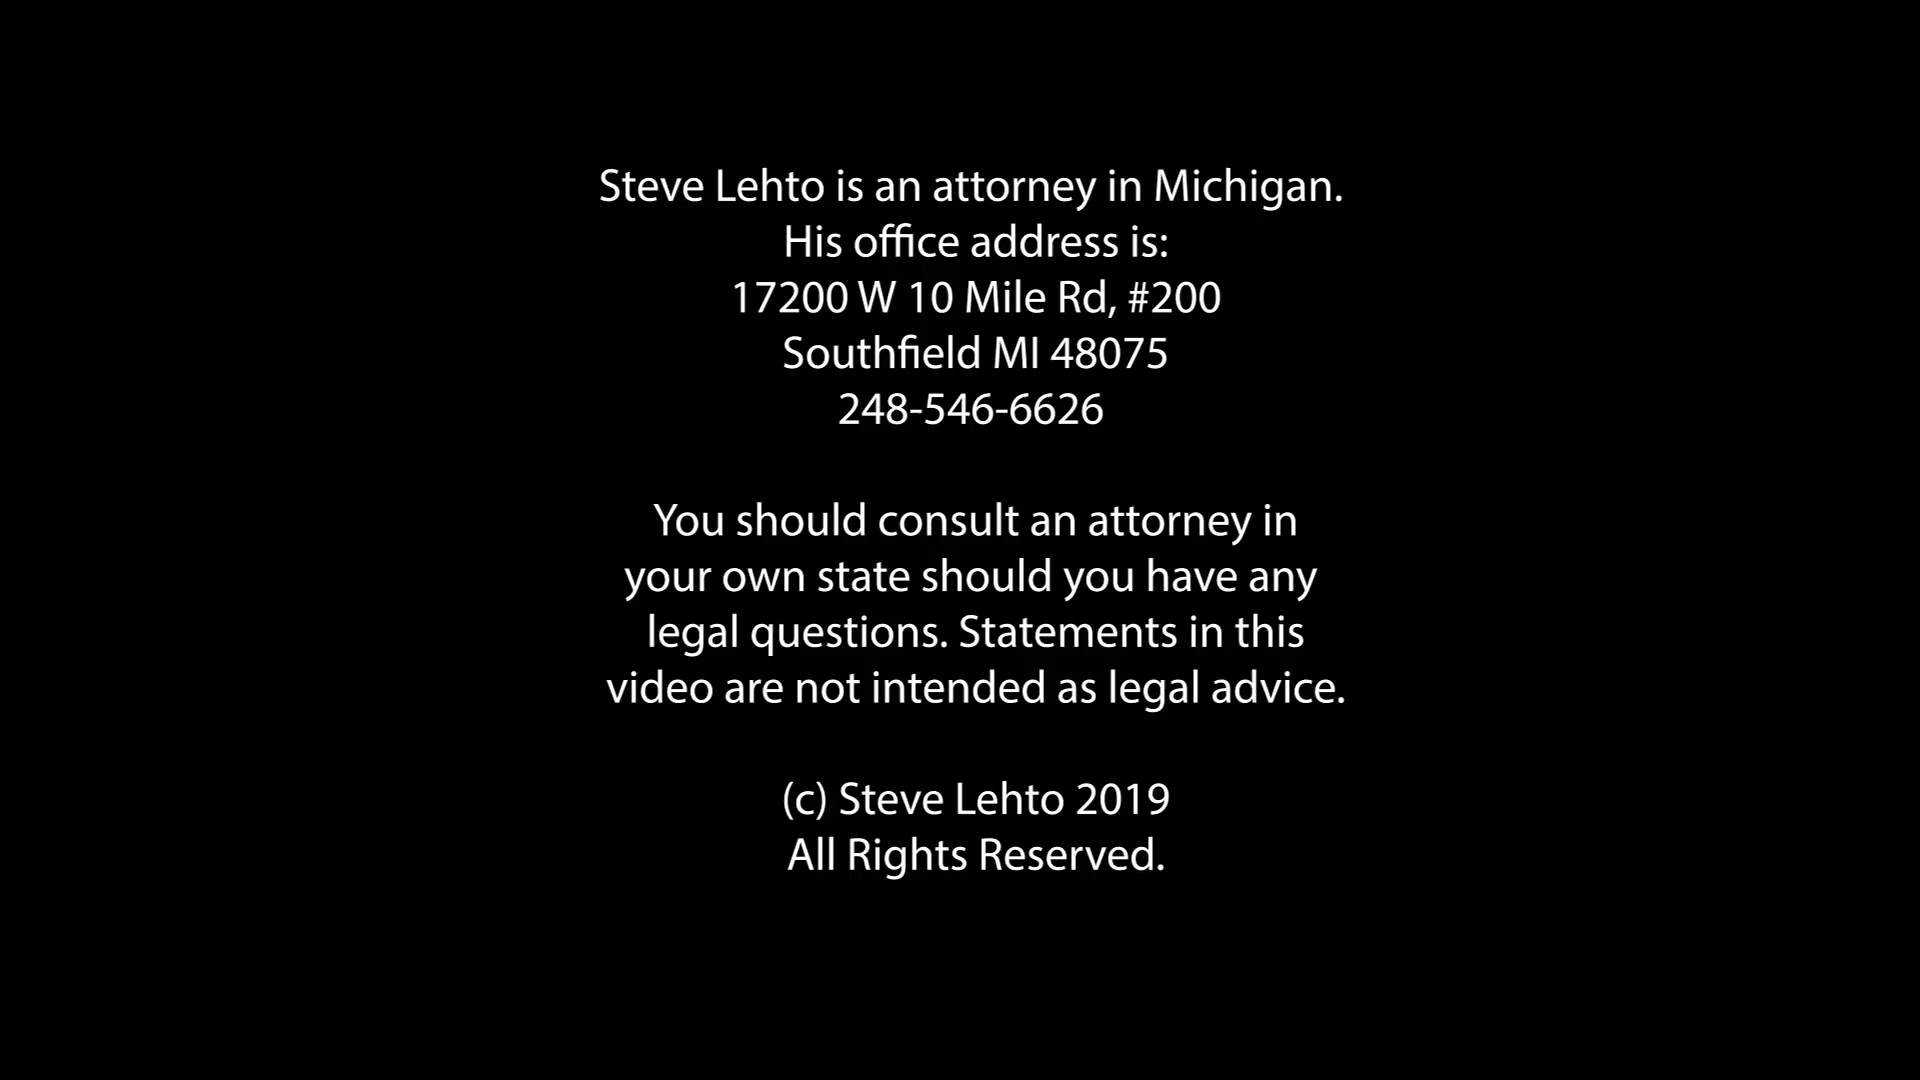 Steve Lehto is an attorney in Michigan.
His office address is:
17200 W 10 Mile Rd, #200
Southfield MI 48075
248-546-6626
You should consult an attorney in
your own state should you have any
legal questions. Statements in this
video are not intended as legal advice.
(c) Steve Lehto 2019
All Rights Reserved.